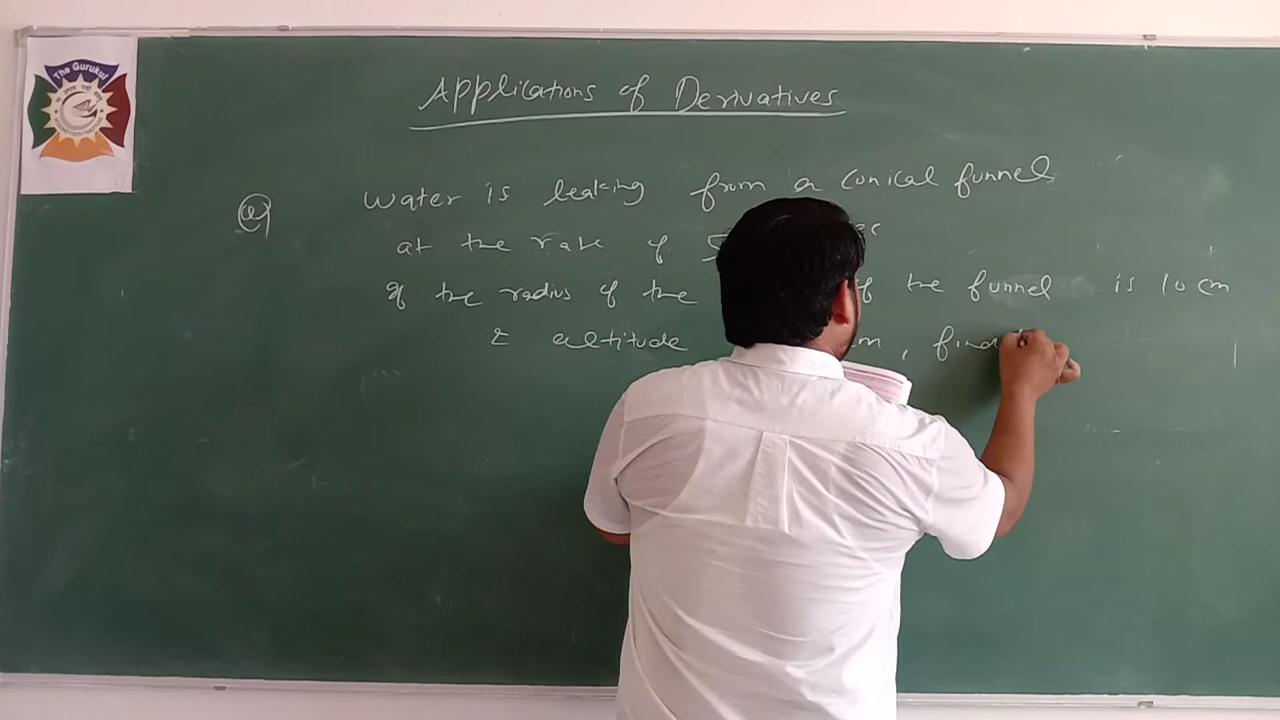 The Gurukul
Applications of Derivatives
Q) Water is leaking from a conical funnel
at the rate of 5
If the radius of the of the funnel is 10 cm
& altitude m, find